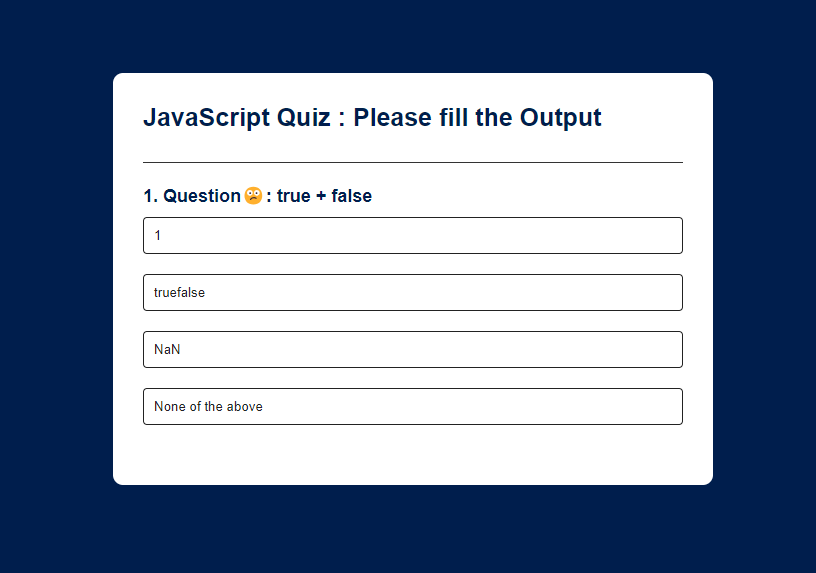 JavaScript Quiz : Please fill the Output
1. Question🙄: true + false
1
truefalse
NaN
None of the above